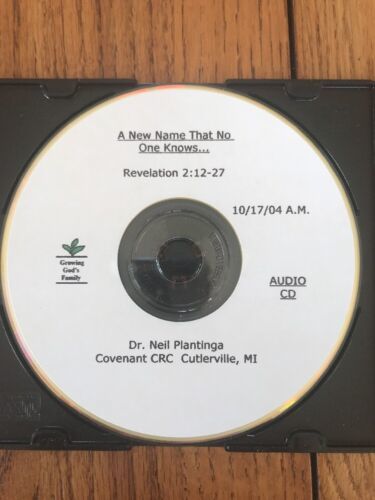 A New Name That No
One Knows...
Revelation 2:12-27
10/17/04 A.M.
Growing
God's
Family
AUDIO
CD
Dr. Neil Plantinga
Covenant CRC Cutlerville, MI